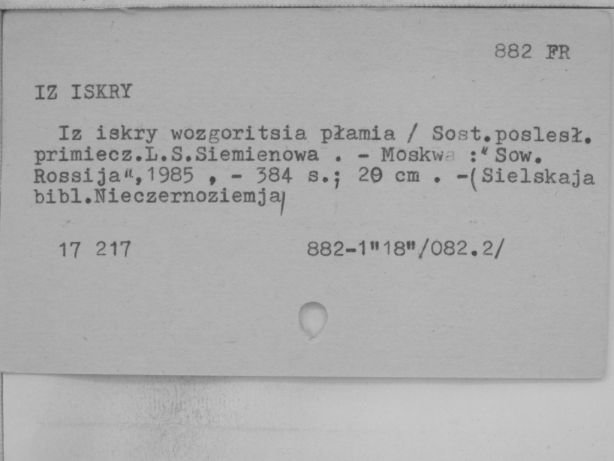 882 FR
IZ ISKRY
Iz iskry wozgoritsia płamia / Sost.poslesł.
primiecz.L.S.Siemienowa . - Moskwa :"Sow.
Rossija",1985 , - 384 s.; 20 cm . -(Sielskaja
bibl.Nieczernoziemja)
17 217 882-1"18"/082.2/